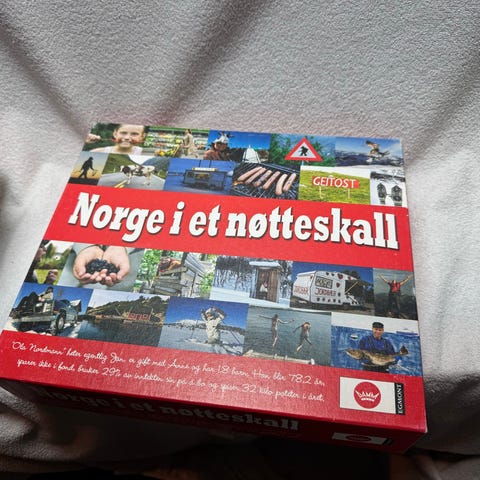 GEITOST
Norge i et nøtteskall
"Ola Nordmann" heter egentlig Jan, er gift med Anne og har 1,8 barn. Han blir 78,2 år,
sparer ikke i fond, bruker 29% av inntekten sin på å bo og spiser 32 kilo poteter i året.
DAMM
EGMONT
Norge i et nøtteskall